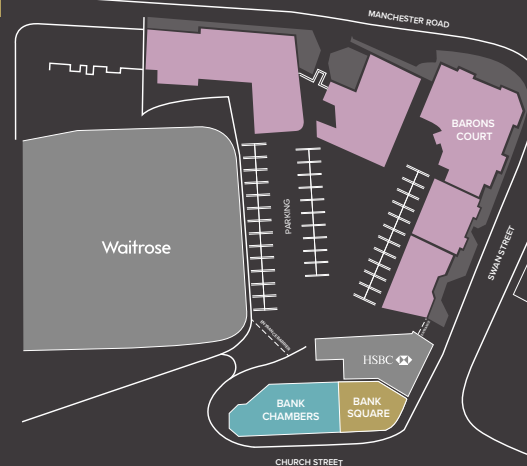 MANCHESTER ROAD
BARONS
COURT
PARKING
SWAN STREET
Waitrose
HSBC
BANK
CHAMBERS
BANK
SQUARE
CHURCH STREET